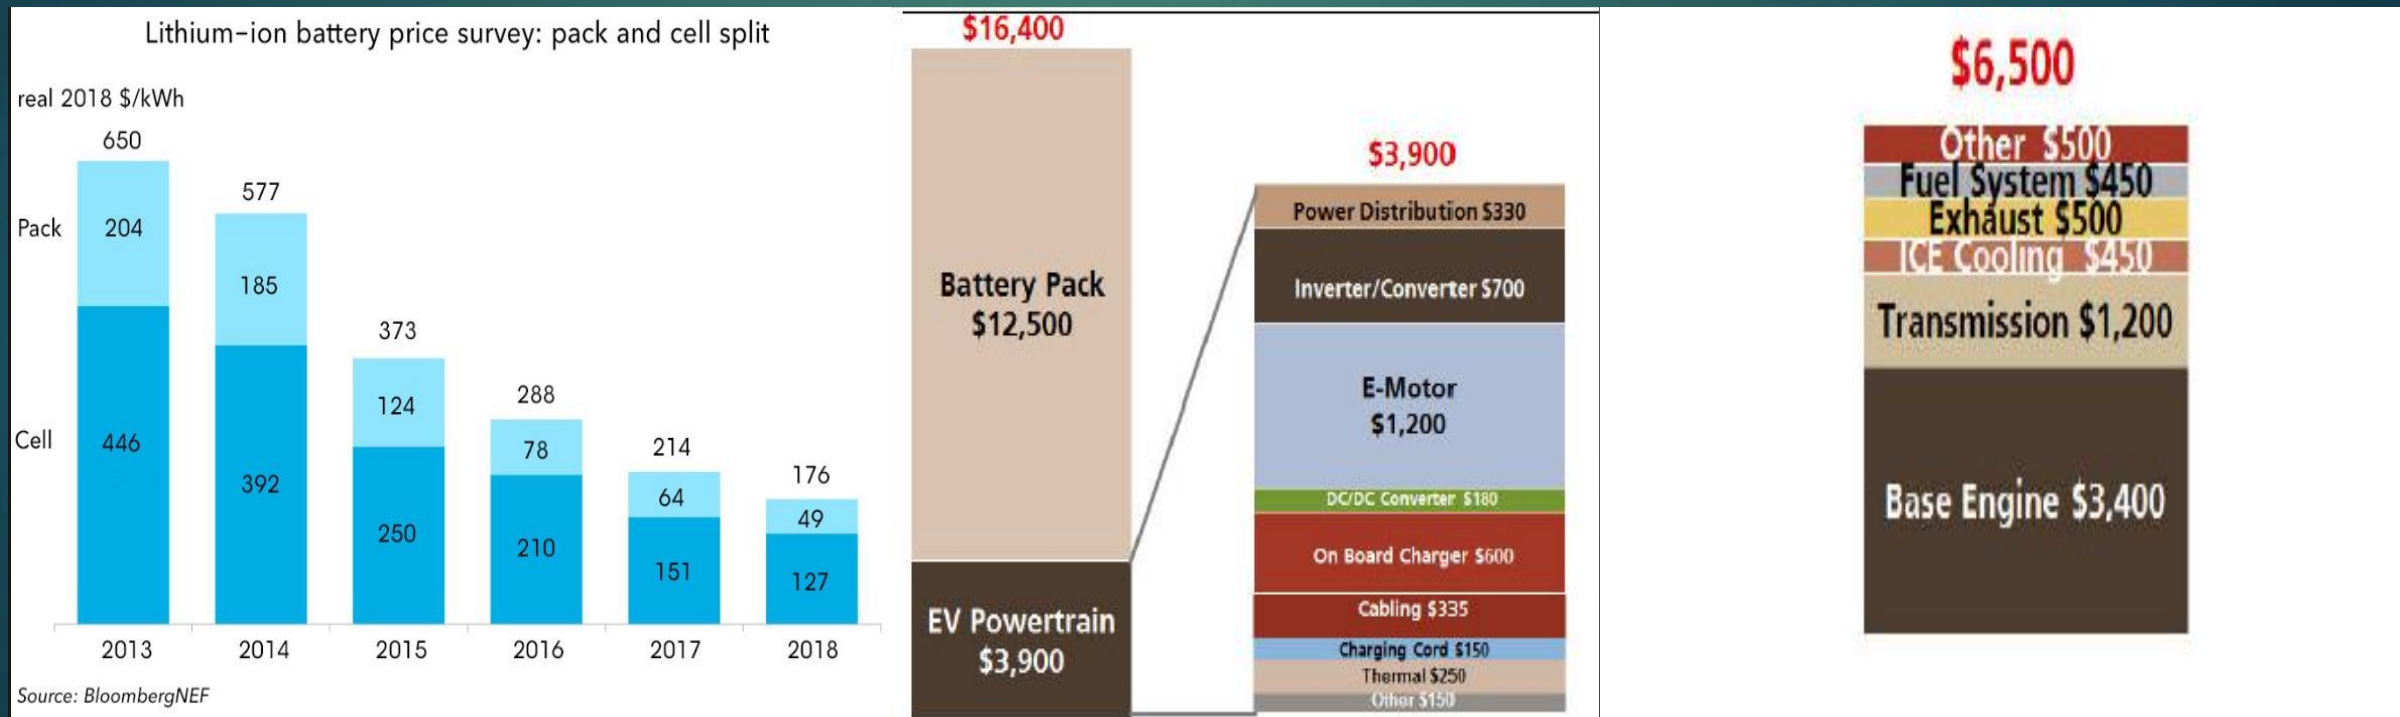 Lithium-ion battery price survey: pack and cell split
real 2018 $/kWh
650
577
373
288
214
176
Pack
204
185
124
78
64
49
Cell
446
392
250
210
151
127
2013 2014 2015 2016 2017 2018
Source: BloombergNEF
$16,400
Battery Pack
$12,500
EV Powertrain
$3,900
$3,900
Power Distribution $330
Inverter/Converter $700
E-Motor
$1,200
DC/DC Converter $180
On Board Charger $600
Cabling $335
Charging Cord $150
Thermal $250
Other $150
$6,500
Other $500
Fuel System $450
Exhaust $500
ICE Cooling $450
Transmission $1,200
Base Engine $3,400